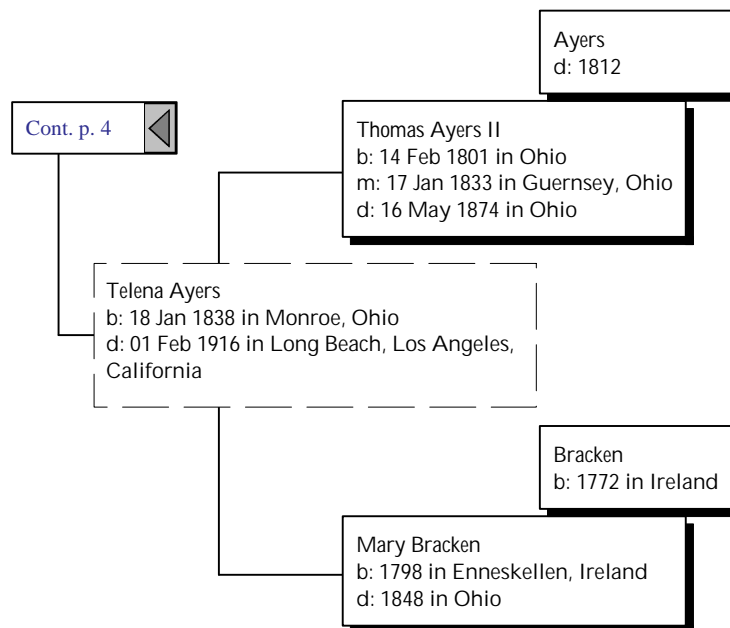 Ayers
d: 1812
Cont. p. 4
Thomas Ayers II
b: 14 Feb 1801 in Ohio
m: 17 Jan 1833 in Guernsey, Ohio
d: 16 May 1874 in Ohio
Telena Ayers
b: 18 Jan 1838 in Monroe, Ohio
d: 01 Feb 1916 in Long Beach, Los Angeles,
California
Bracken
b: 1772 in Ireland
Mary Bracken
b: 1798 in Enneskellen, Ireland
d: 1848 in Ohio